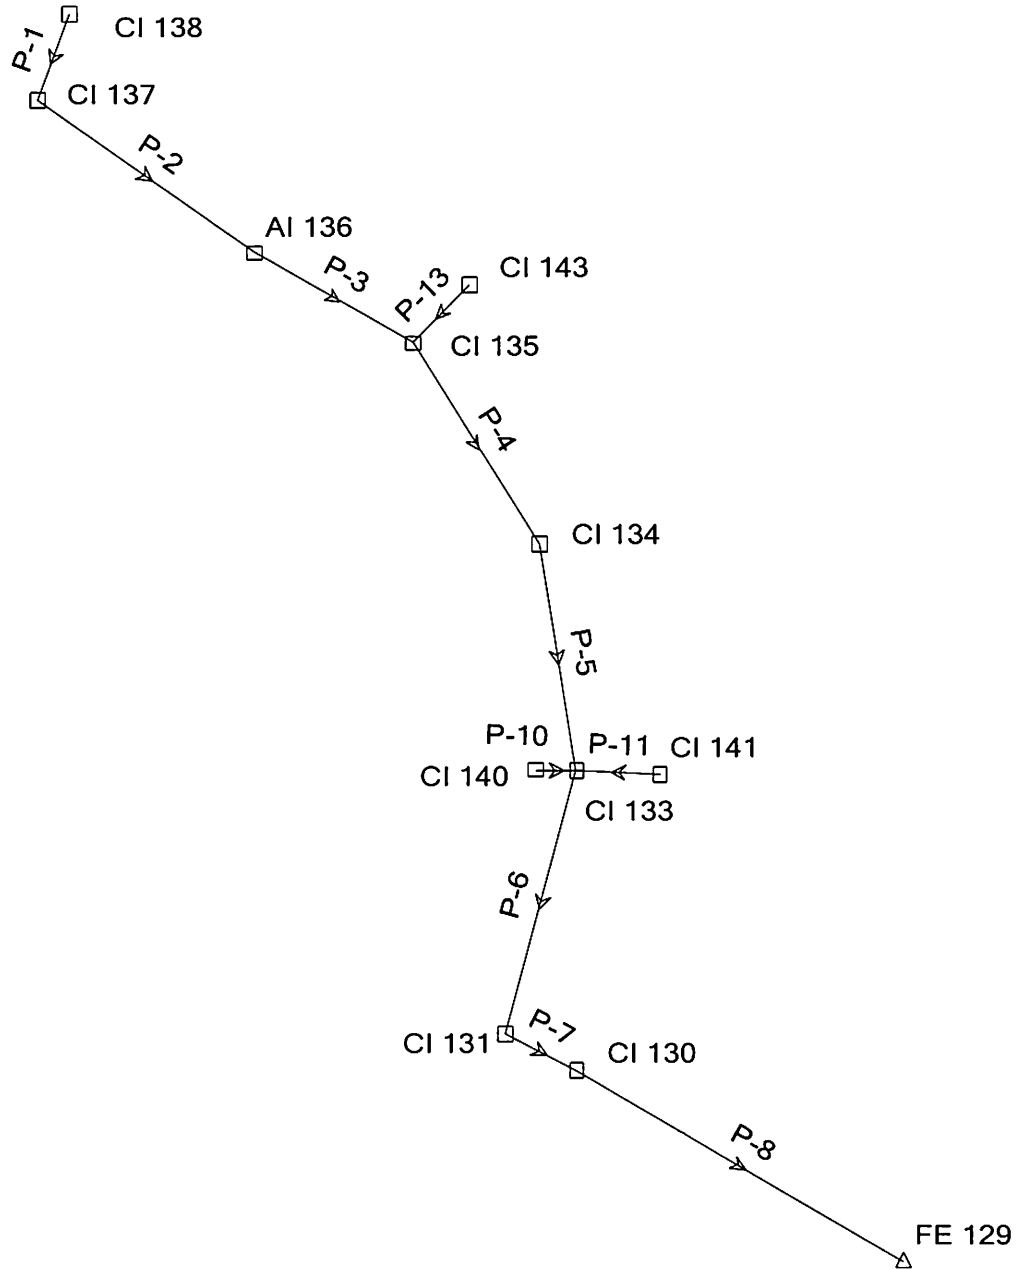 CI 138
P-1
CI 137
P-2
AI 136
P-3
CI 143
P-13
CI 135
P-4
CI 134
P-5
P-10
P-11
CI 141
CI 140
CI 133
P-6
P-7
CI 131
CI 130
P-8
FE 129